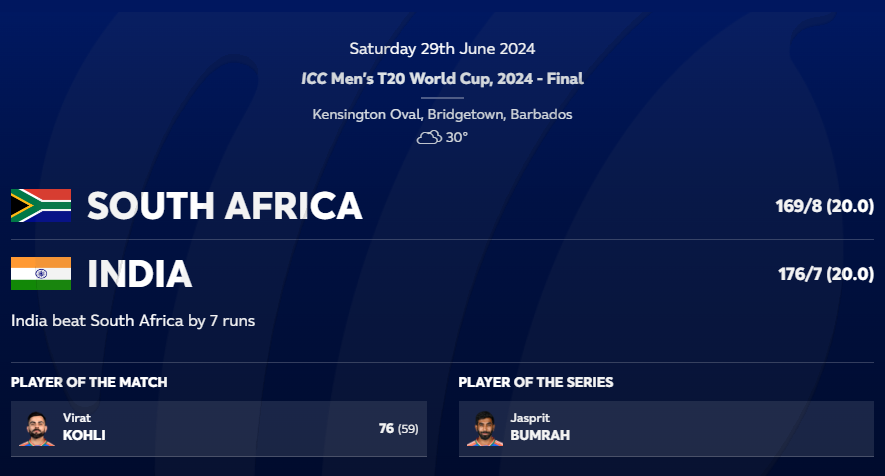 Saturday 29th June 2024
ICC Men's T20 World Cup, 2024 - Final
Kensington Oval, Bridgetown, Barbados
30°
SOUTH AFRICA 169/8 (20.0)
INDIA 176/7 (20.0)
India beat South Africa by 7 runs
PLAYER OF THE MATCH
Virat
KOHLI 76 (59)
PLAYER OF THE SERIES
Jasprit
BUMRAH